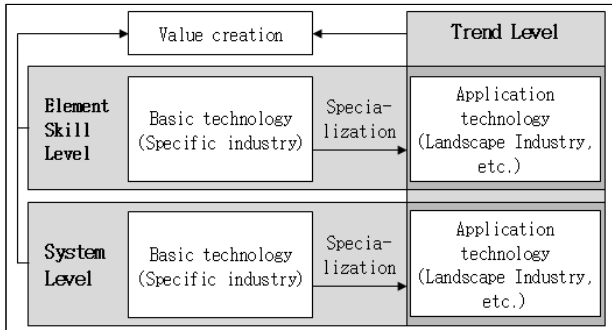 Value creation
Trend Level
Element
Skill
Level
Basic technology
(Specific industry)
Specia-
lization
Application
technology
(Landscape Industry,
etc.)
System
Level
Basic technology
(Specific industry)
Specia-
lization
Application
technology
(Landscape Industry,
etc.)